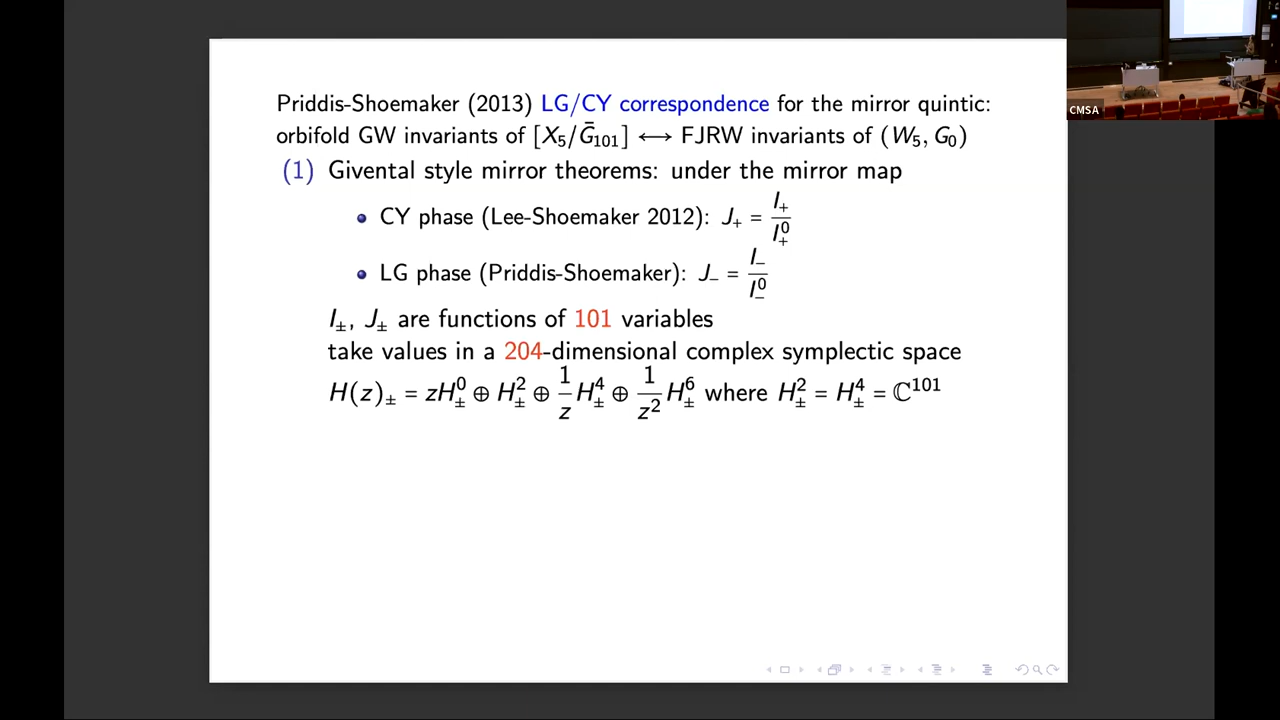 Priddis-Shoemaker (2013) LG/CY correspondence for the mirror quintic:
orbifold GW invariants of [X₅/Ḡ₁₀₁] ⟷ FJRW invariants of (W₅, G₀)
(1) Givental style mirror theorems: under the mirror map
• CY phase (Lee-Shoemaker 2012): J₊ = I₊/I₊⁰
• LG phase (Priddis-Shoemaker): J₋ = I₋/I₋⁰
I±, J± are functions of 101 variables
take values in a 204-dimensional complex symplectic space
H(z)± = zH±⁰ ⊕ H±² ⊕ 1/z H±⁴ ⊕ 1/z² H±⁶ where H±² = H±⁴ = ℂ¹⁰¹
CMSA